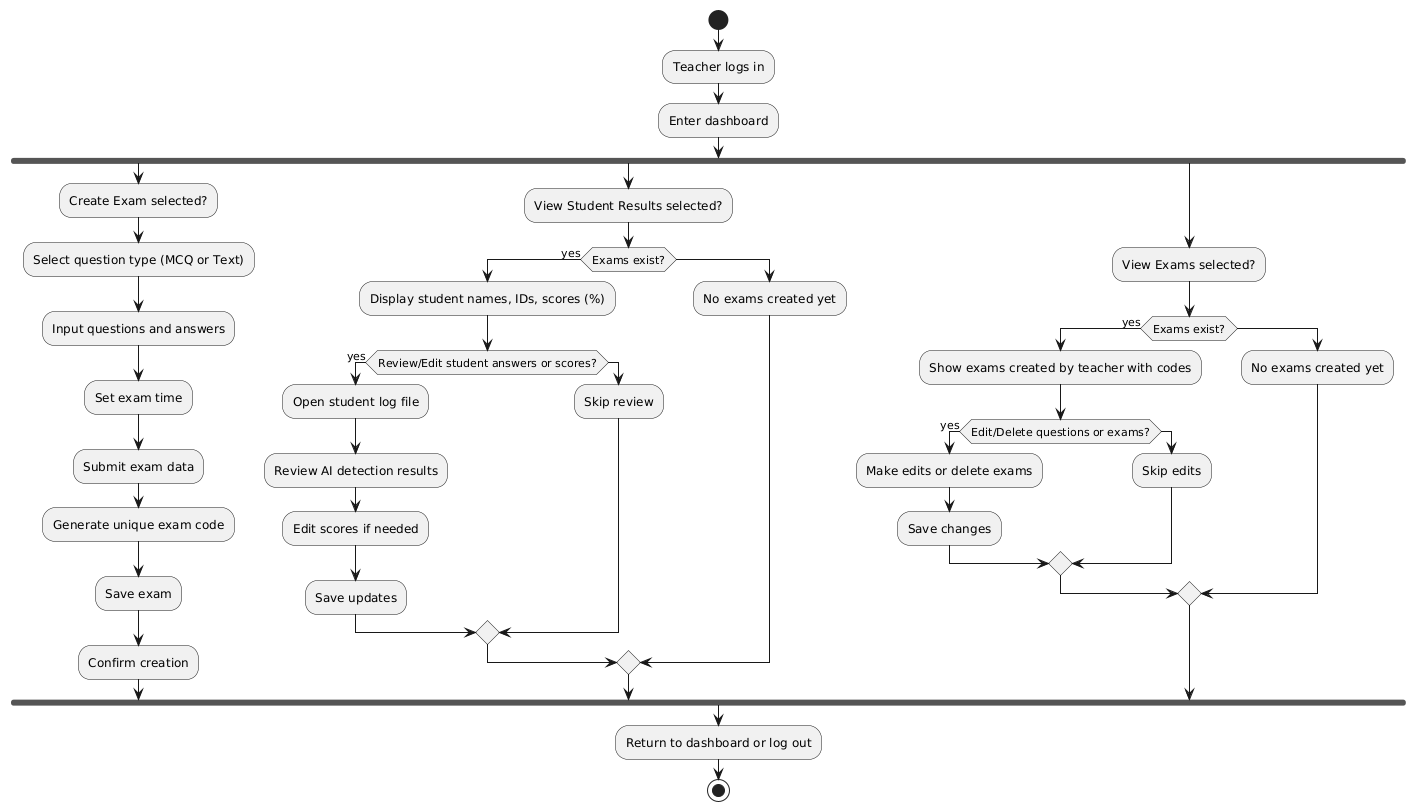 Teacher logs in
Enter dashboard
Create Exam selected?
Select question type (MCQ or Text)
Input questions and answers
Set exam time
Submit exam data
Generate unique exam code
Save exam
Confirm creation
View Student Results selected?
Exams exist?
yes
Display student names, IDs, scores (%)
Review/Edit student answers or scores?
yes
Open student log file
Review AI detection results
Edit scores if needed
Save updates
Skip review
No exams created yet
View Exams selected?
Exams exist?
yes
Show exams created by teacher with codes
Edit/Delete questions or exams?
yes
Make edits or delete exams
Save changes
Skip edits
No exams created yet
Return to dashboard or log out